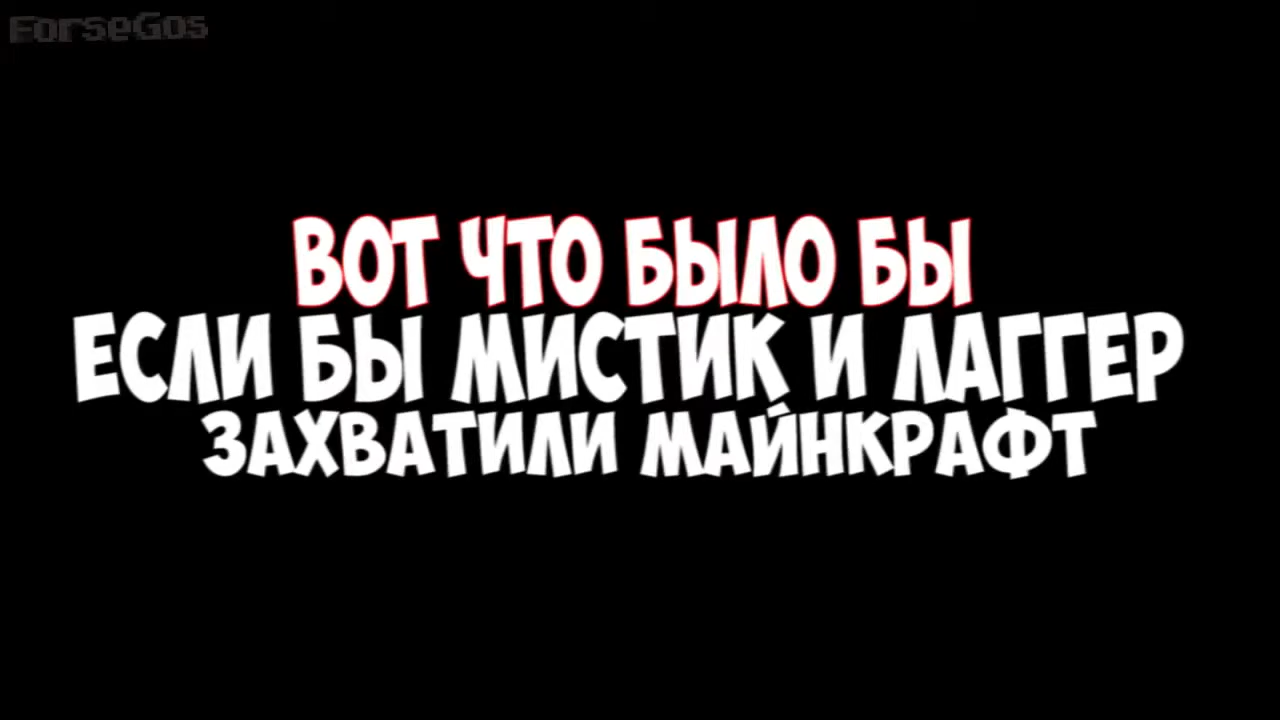 ForseGos
ВОТ ЧТО БЫЛО БЫ
ЕСЛИ БЫ МИСТИК И ЛАГГЕР
ЗАХВАТИЛИ МАЙНКРАФТ